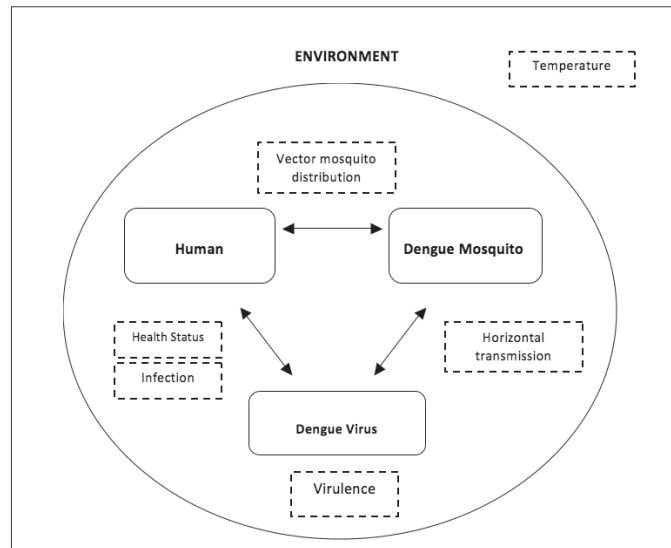 ENVIRONMENT
Temperature
Vector mosquito
distribution
Human
Dengue Mosquito
Health Status
Infection
Horizontal
transmission
Dengue Virus
Virulence